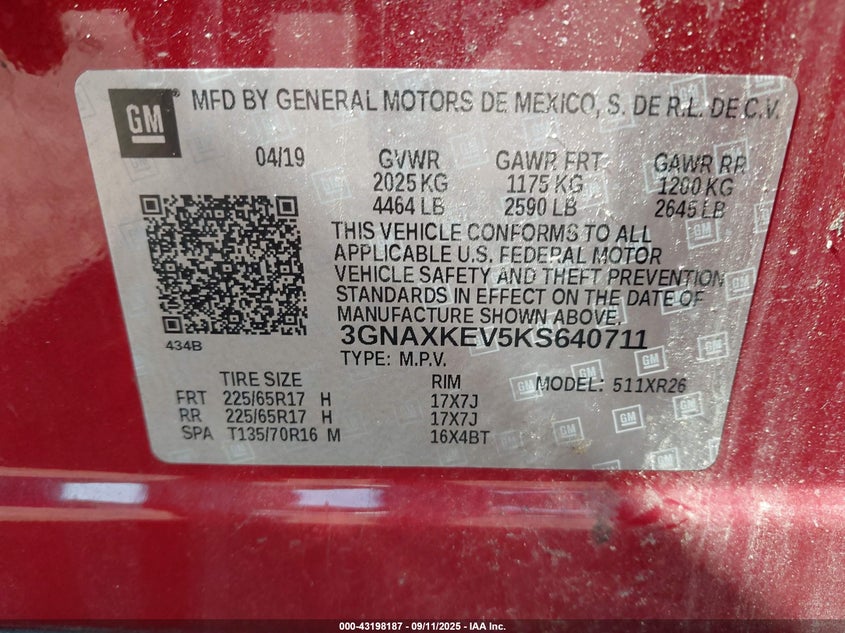 GM
MFD BY GENERAL MOTORS DE MEXICO, S. DE R.L. DE C.V.
04/19 GVWR GAWR FRT GAWR RR
2025 KG 1175 KG 1200 KG
4464 LB 2590 LB 2645 LB
THIS VEHICLE CONFORMS TO ALL
APPLICABLE U.S. FEDERAL MOTOR
VEHICLE SAFETY AND THEFT PREVENTION
STANDARDS IN EFFECT ON THE DATE OF
MANUFACTURE SHOWN ABOVE.
434B
3GNAXKEV5KS640711
TYPE: M.P.V.
TIRE SIZE RIM MODEL: 511XR26
FRT 225/65R17 H 17X7J
RR 225/65R17 H 17X7J
SPA T135/70R16 M 16X4BT
000-43198187 - 09/11/2025 - IAA Inc.